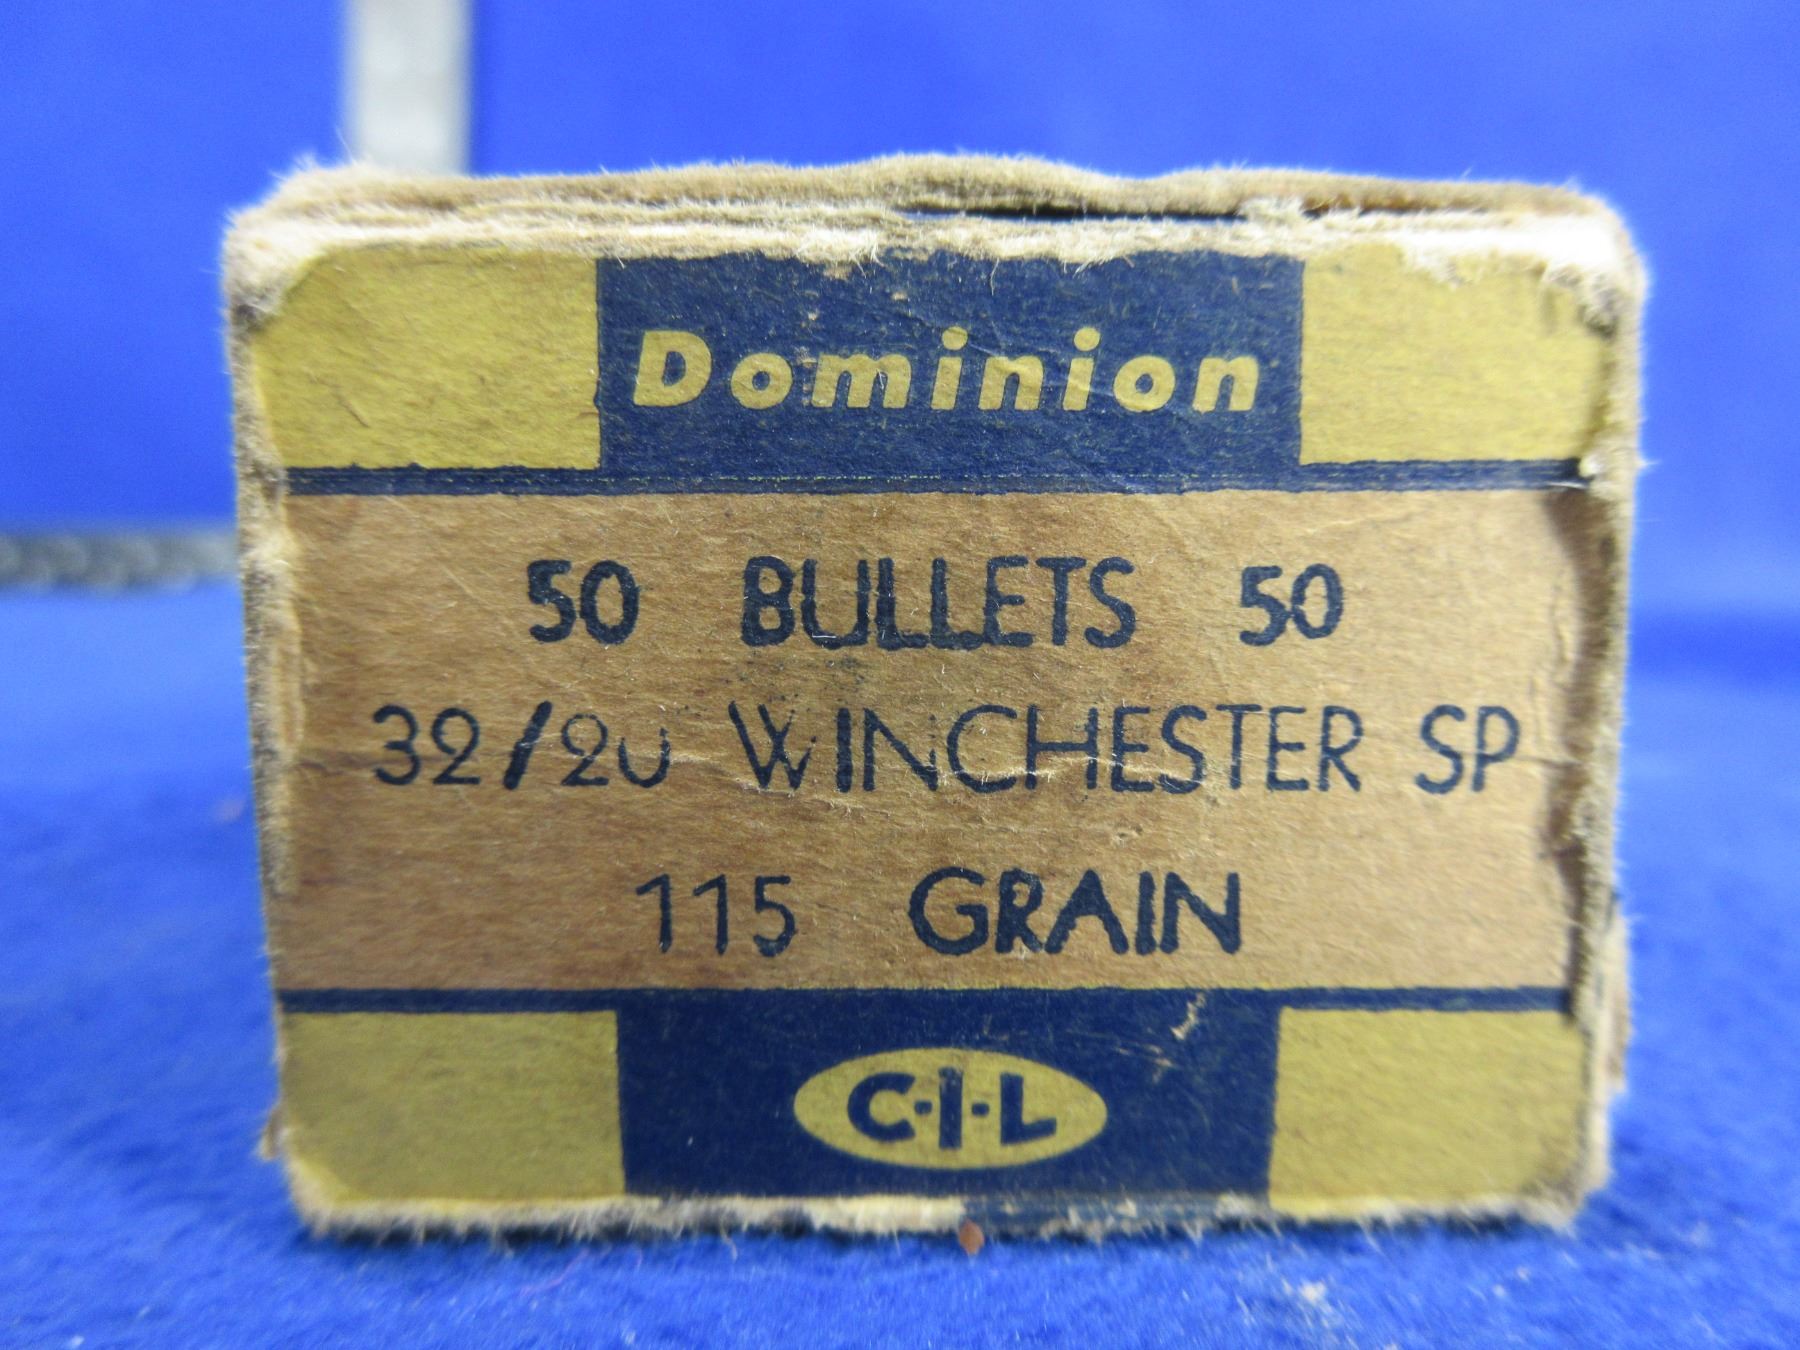 Dominion
50 BULLETS 50
32/20 WINCHESTER SP
115 GRAIN
C-I-L